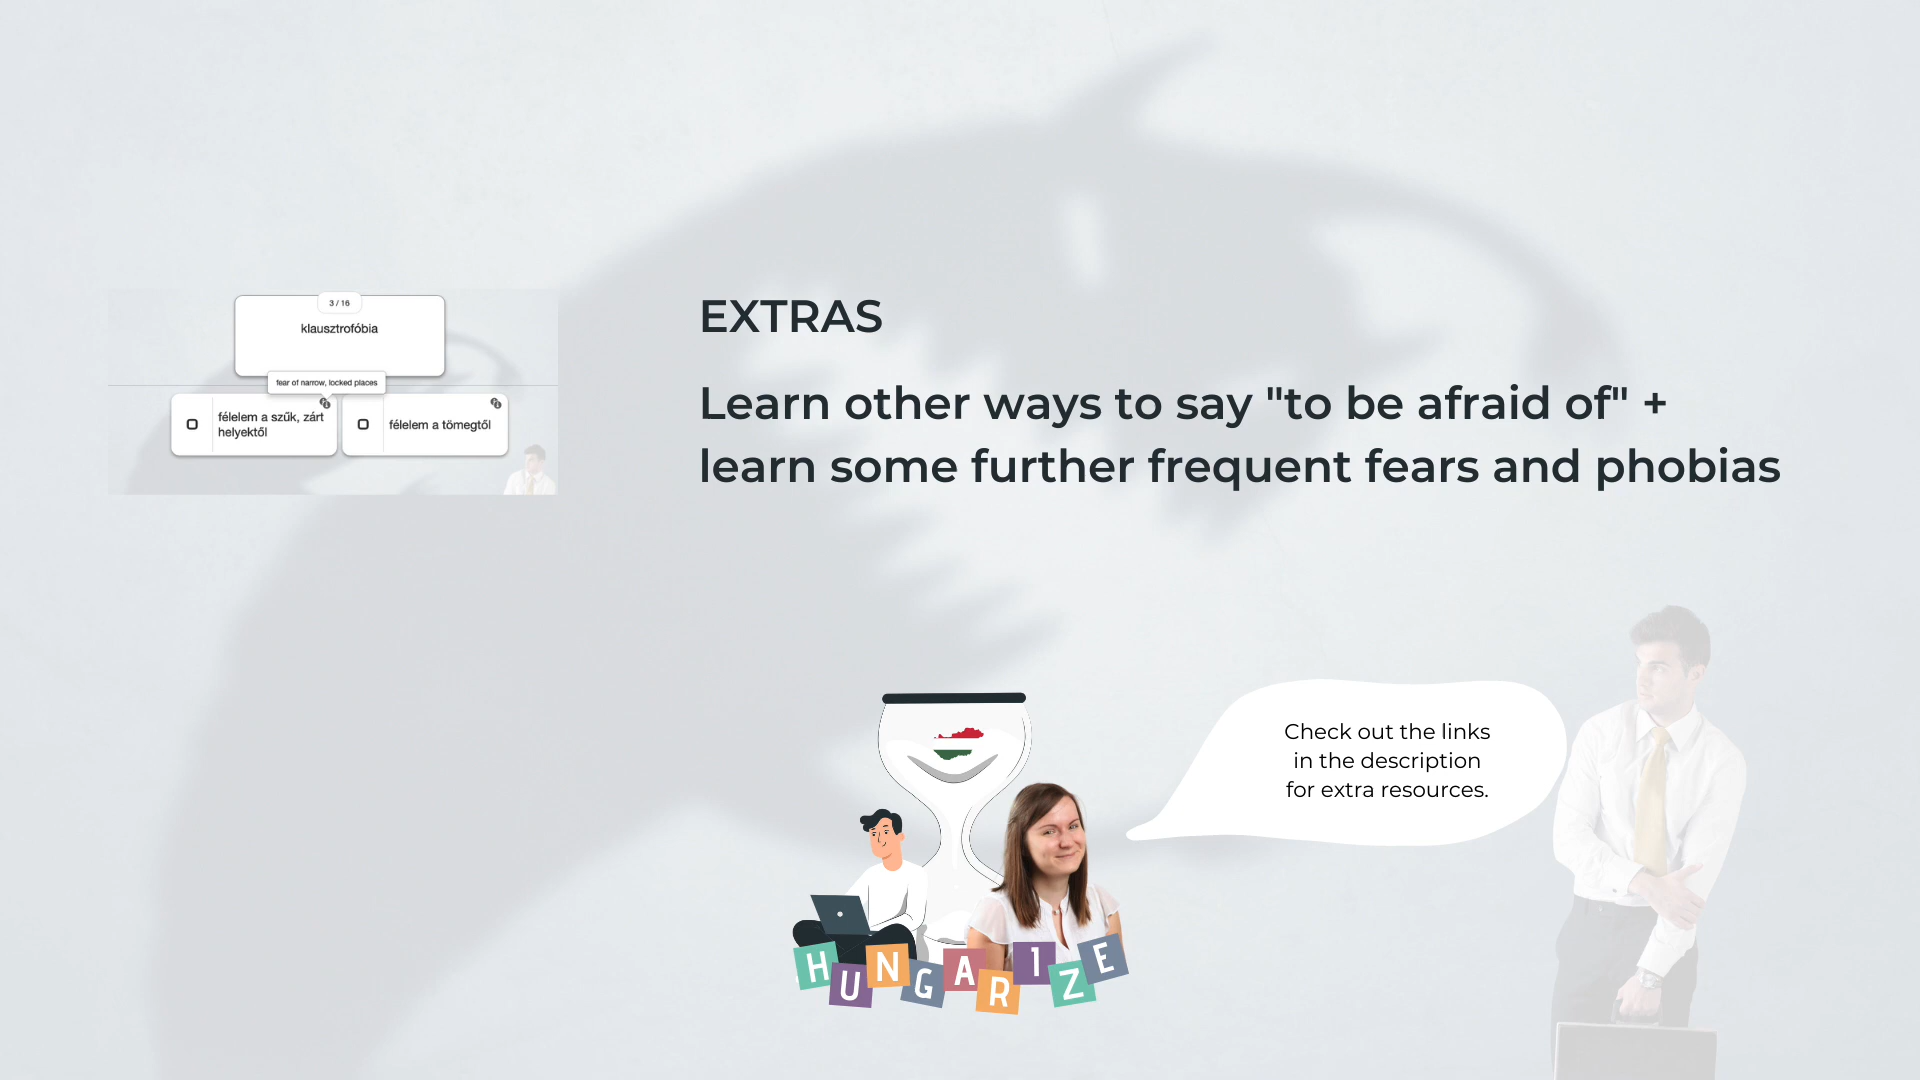 3 / 16
klausztrofóbia
fear of narrow, locked places
félelem a szűk, zárt
helyektől
félelem a tömegtől
EXTRAS
Learn other ways to say "to be afraid of" +
learn some further frequent fears and phobias
Check out the links
in the description
for extra resources.
HUNGARIZE